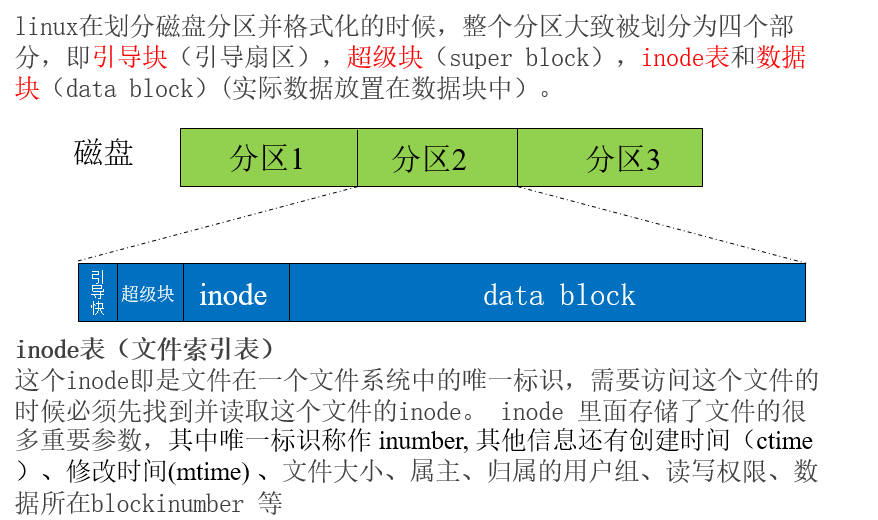 linux在划分磁盘分区并格式化的时候，整个分区大致被划分为四个部
分，即引导块（引导扇区），超级块（super block），inode表和数据
块（data block）(实际数据放置在数据块中）。
磁盘
分区1
分区2
分区3
引导快
超级块
inode
data block
inode表（文件索引表）
这个inode即是文件在一个文件系统中的唯一标识，需要访问这个文件的
时候必须先找到并读取这个文件的inode。 inode 里面存储了文件的很
多重要参数，其中唯一标识称作 inumber, 其他信息还有创建时间（ctime
）、修改时间(mtime) 、文件大小、属主、归属的用户组、读写权限、数
据所在blockinumber 等